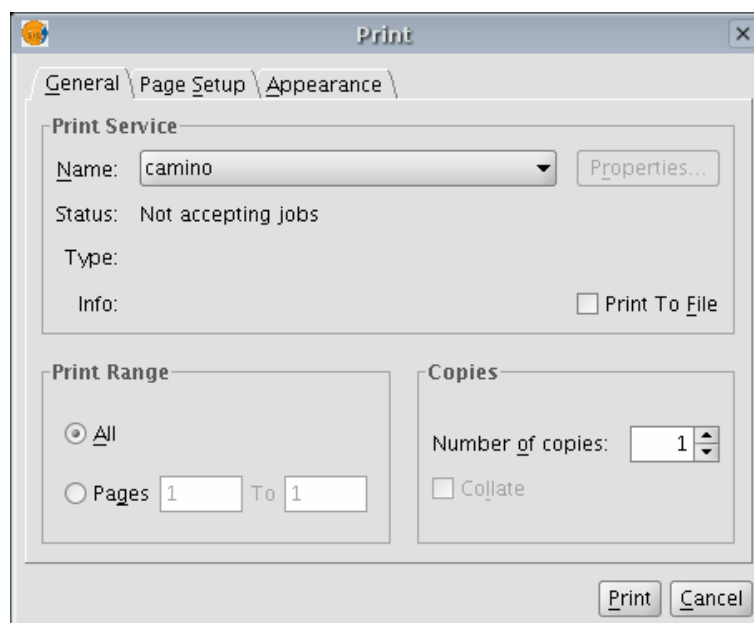 Print
General Page Setup Appearance
Print Service
Name: camino Properties...
Status: Not accepting jobs
Type:
Info: Print To File
Print Range
All
Pages 1 To 1
Copies
Number of copies: 1
Collate
Print Cancel